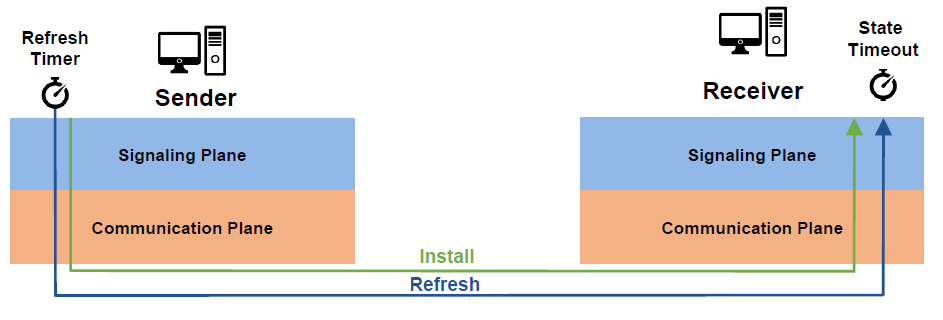 Refresh
Timer
Sender
Receiver
State
Timeout
Signaling Plane
Signaling Plane
Communication Plane
Communication Plane
Install
Refresh